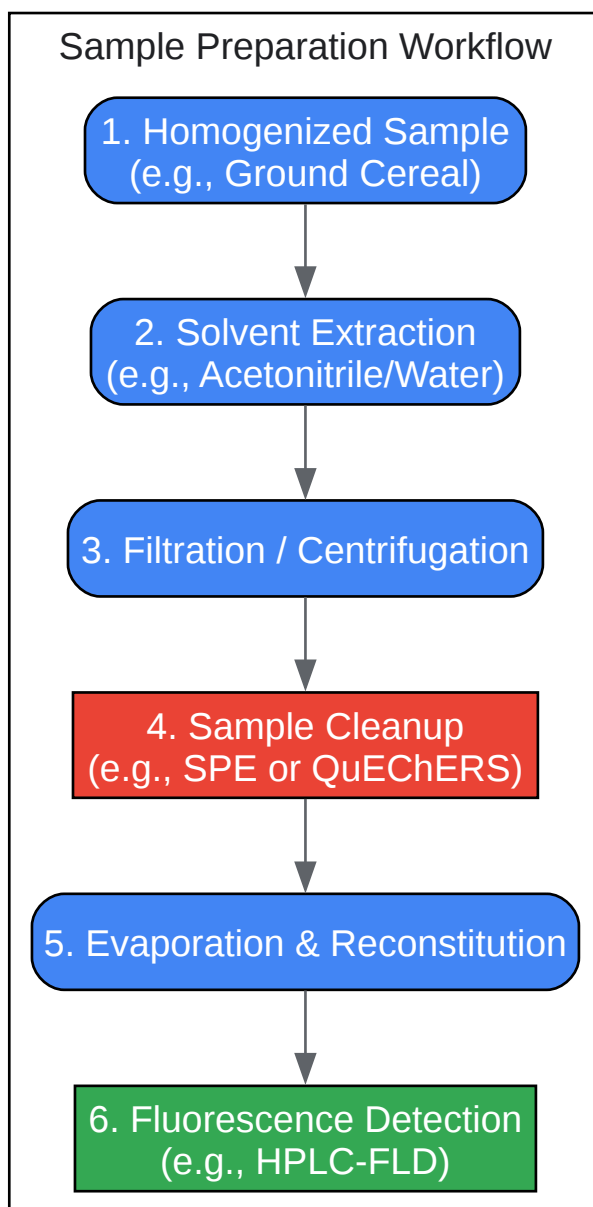 Sample Preparation Workflow
1. Homogenized Sample
(e.g., Ground Cereal)
2. Solvent Extraction
(e.g., Acetonitrile/Water)
3. Filtration / Centrifugation
4. Sample Cleanup
(e.g., SPE or QuEChERS)
5. Evaporation & Reconstitution
6. Fluorescence Detection
(e.g., HPLC-FLD)